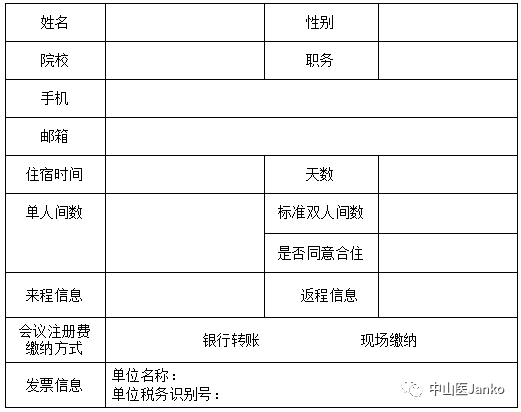 姓名 性别
院校 职务
手机
邮箱
住宿时间 天数
单人间数 标准双人间数
是否同意合住
来程信息 返程信息
会议注册费
缴纳方式 银行转账 现场缴纳
发票信息 单位名称：
单位税务识别号：
中山医Janko